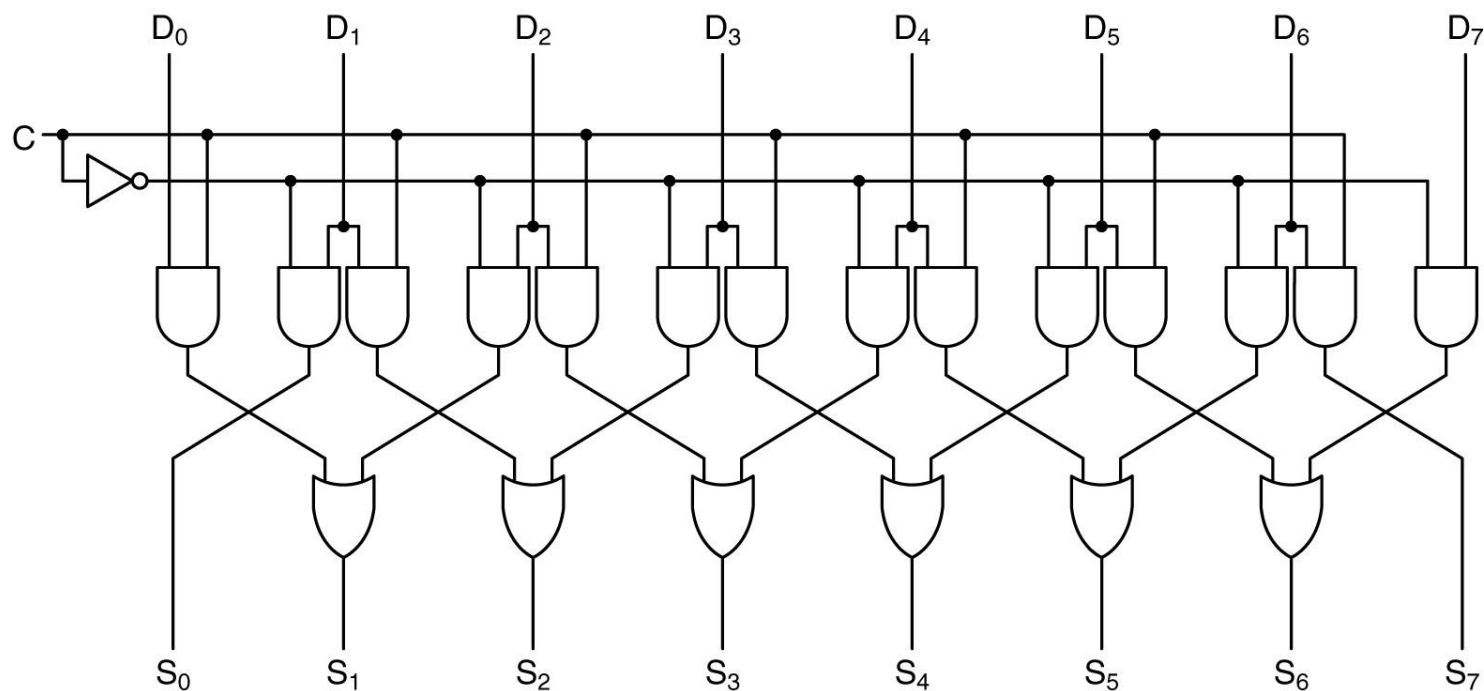 D₀ D₁ D₂ D₃ D₄ D₅ D₆ D₇
C
S₀ S₁ S₂ S₃ S₄ S₅ S₆ S₇